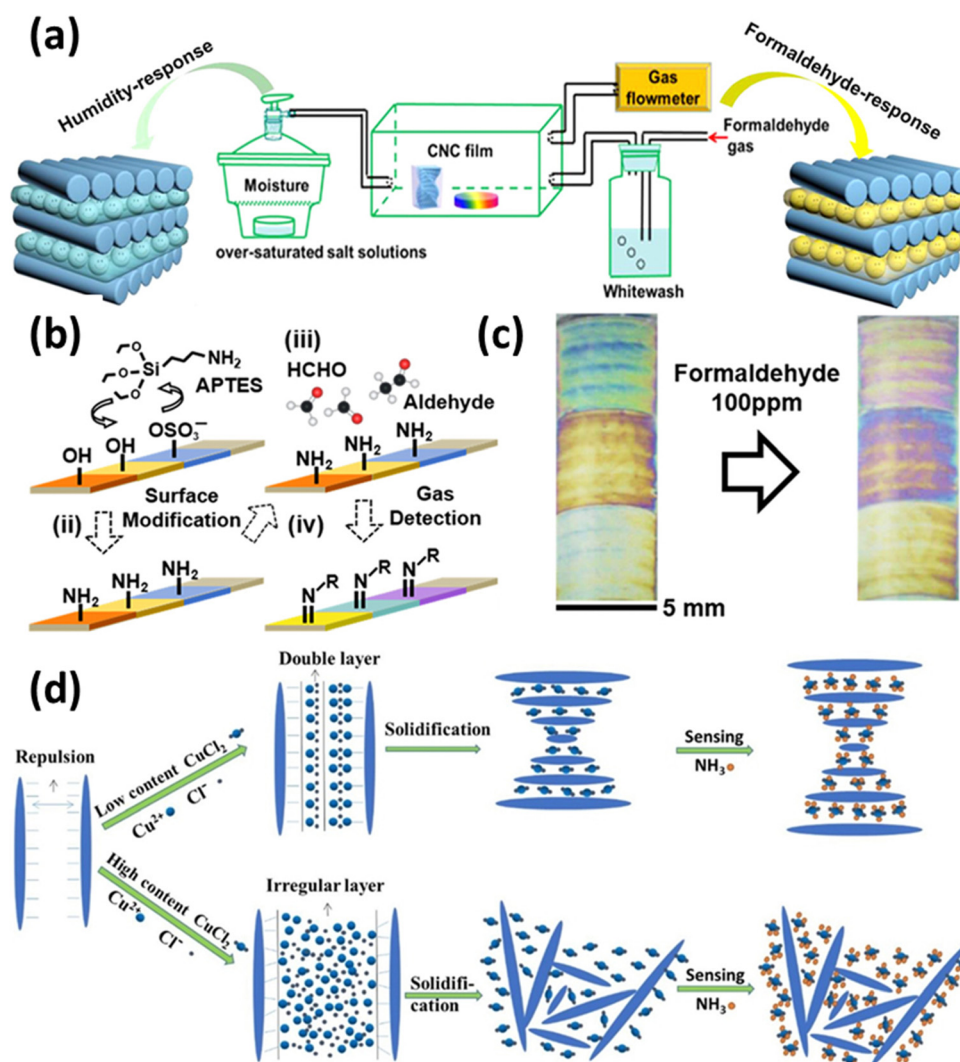 (a)
Humidity-response
Moisture
over-saturated salt solutions
CNC film
Gas
flowmeter
Formaldehyde
gas
Whitewash
Formaldehyde-response
(b)
O
O
Si
O
NH2
APTES
OH
OH
OSO3−
(ii)
Surface
Modification
NH2
NH2
NH2
(iii)
HCHO
Aldehyde
NH2
NH2
NH2
(iv)
Gas
Detection
N-R
N-R
N-R
(c)
Formaldehyde
100ppm
5 mm
(d)
Repulsion
Low content CuCl2
Cu2+
Cl-
Double layer
Solidification
Sensing
NH3
High content CuCl2
Cu2+
Cl-
Irregular layer
Solidifi-
cation
Sensing
NH3